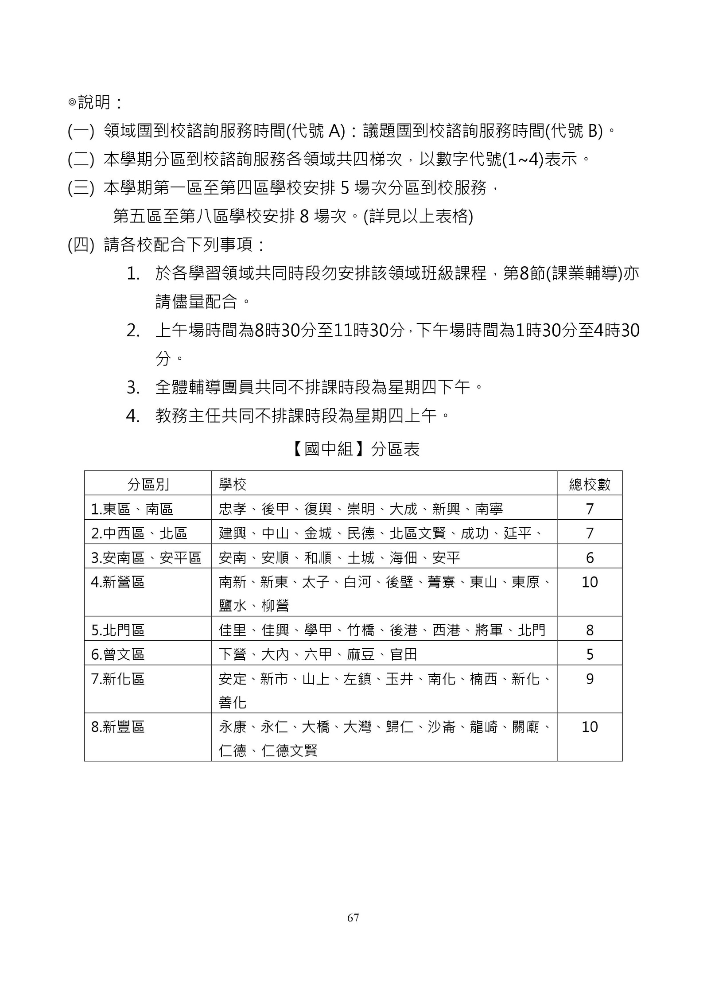 ◎說明：
(一) 領域團到校諮詢服務時間(代號 A)：議題團到校諮詢服務時間(代號 B)。
(二) 本學期分區到校諮詢服務各領域共四梯次，以數字代號(1~4)表示。
(三) 本學期第一區至第四區學校安排 5 場次分區到校服務，
第五區至第八區學校安排 8 場次。(詳見以上表格)
(四) 請各校配合下列事項：
1. 於各學習領域共同時段勿安排該領域班級課程，第8節(課業輔導)亦
請儘量配合。
2. 上午場時間為8時30分至11時30分，下午場時間為1時30分至4時30
分。
3. 全體輔導團員共同不排課時段為星期四下午。
4. 教務主任共同不排課時段為星期四上午。
【國中組】分區表
分區別 學校 總校數
1.東區、南區 忠孝、後甲、復興、崇明、大成、新興、南寧 7
2.中西區、北區 建興、中山、金城、民德、北區文賢、成功、延平、 7
3.安南區、安平區 安南、安順、和順、土城、海佃、安平 6
4.新營區 南新、新東、太子、白河、後壁、菁寮、東山、東原、 10
鹽水、柳營
5.北門區 佳里、佳興、學甲、竹橋、後港、西港、將軍、北門 8
6.曾文區 下營、大內、六甲、麻豆、官田 5
7.新化區 安定、新市、山上、左鎮、玉井、南化、楠西、新化、 9
善化
8.新豐區 永康、永仁、大橋、大灣、歸仁、沙崙、龍崎、關廟、 10
仁德、仁德文賢
67